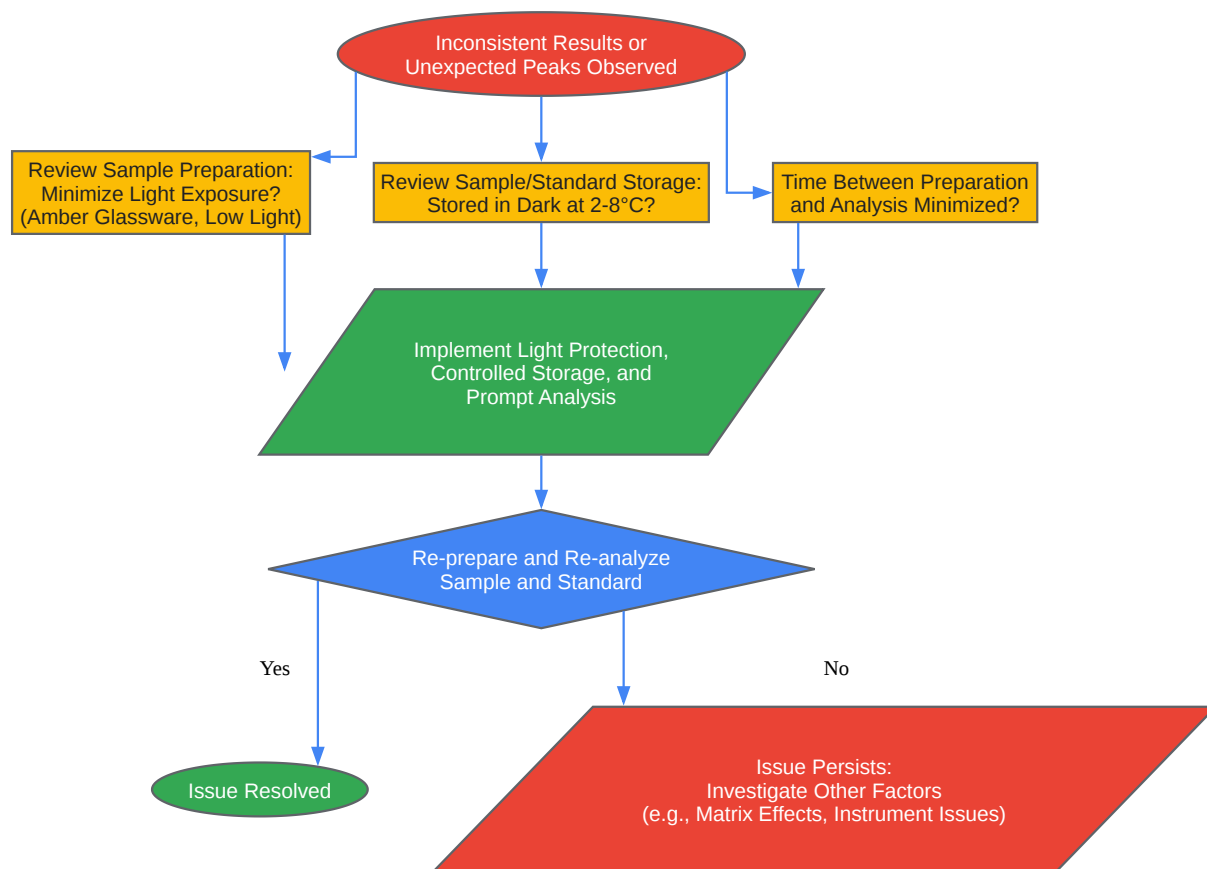 Inconsistent Results or
Unexpected Peaks Observed
Review Sample Preparation:
Minimize Light Exposure?
(Amber Glassware, Low Light)
Review Sample/Standard Storage:
Stored in Dark at 2-8°C?
Time Between Preparation
and Analysis Minimized?
Implement Light Protection,
Controlled Storage, and
Prompt Analysis
Re-prepare and Re-analyze
Sample and Standard
Yes
No
Issue Resolved
Issue Persists:
Investigate Other Factors
(e.g., Matrix Effects, Instrument Issues)